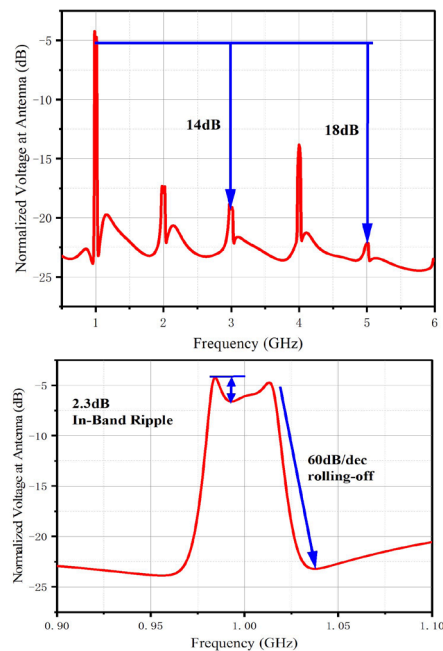 Normalized Voltage at Antenna (dB)
-5
-10
-15
-20
-25
14dB
18dB
1
2
3
4
5
6
Frequency (GHz)
Normalized Voltage at Antenna (dB)
-5
-10
-15
-20
-25
2.3dB
In-Band Ripple
60dB/dec
rolling-off
0.90
0.95
1.00
1.05
1.10
Frequency (GHz)